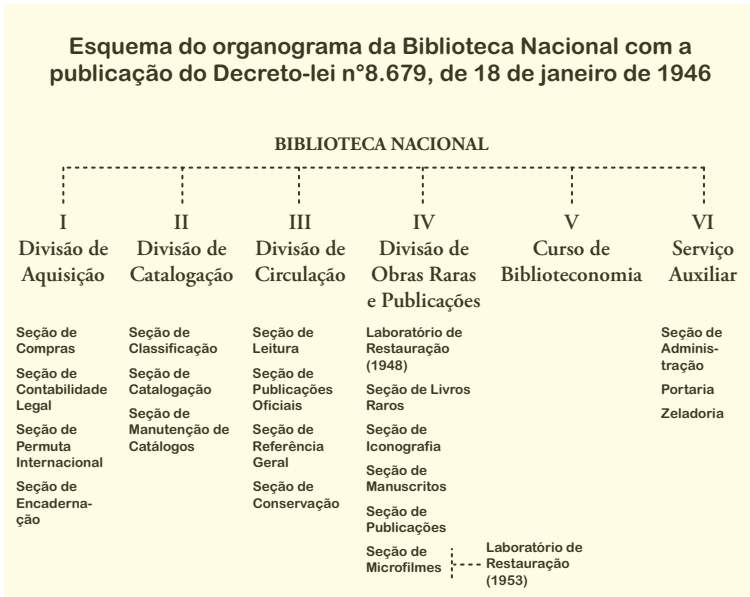 Esquema do organograma da Biblioteca Nacional com a
publicação do Decreto-lei n°8.679, de 18 de janeiro de 1946
BIBLIOTECA NACIONAL
I
Divisão de
Aquisição
Seção de
Compras
Seção de
Contabilidade
Legal
Seção de
Permuta
Internacional
Seção de
Encaderna-
ção
II
Divisão de
Catalogação
Seção de
Classificação
Seção de
Catalogação
Seção de
Manutenção de
Catálogos
III
Divisão de
Circulação
Seção de
Leitura
Seção de
Publicações
Oficiais
Seção de
Referência
Geral
Seção de
Conservação
IV
Divisão de
Obras Raras
e Publicações
Laboratório de
Restauração
(1948)
Seção de Livros
Raros
Seção de
Iconografia
Seção de
Manuscritos
Seção de
Publicações
Seção de
Microfilmes
Laboratório de
Restauração
(1953)
V
Curso de
Biblioteconomia
VI
Serviço
Auxiliar
Seção de
Adminis-
tração
Portaria
Zeladoria